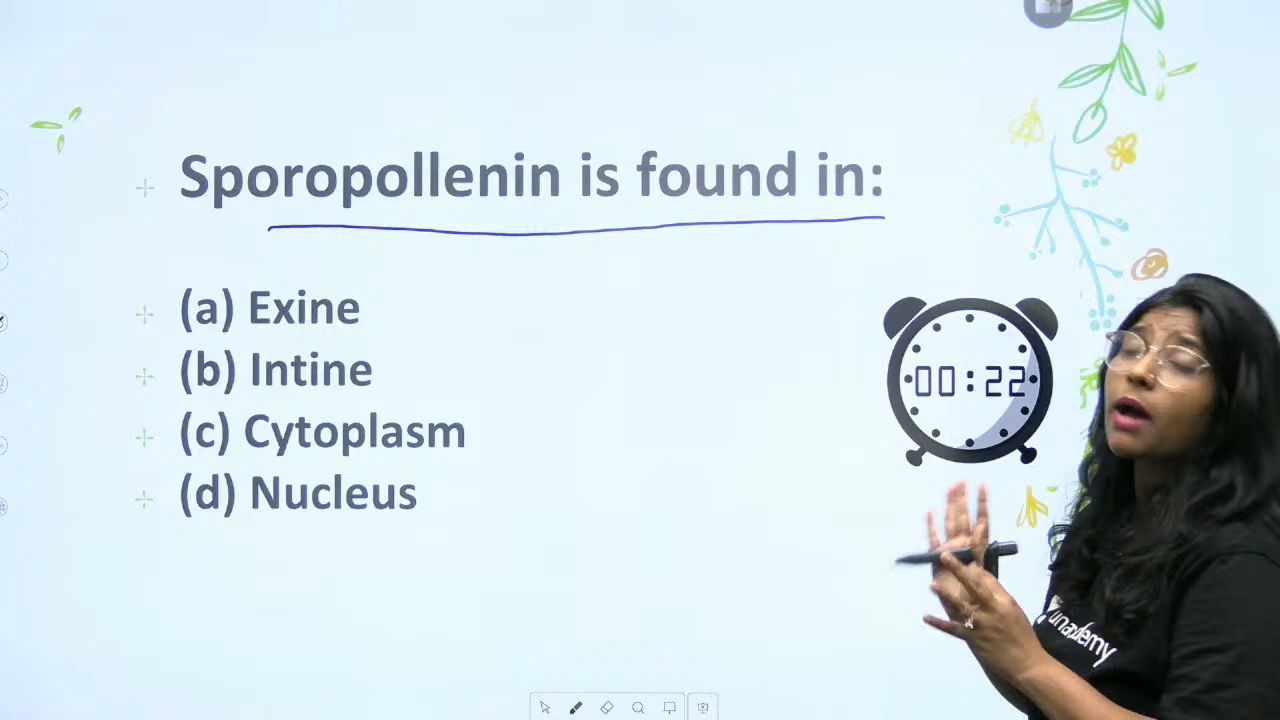 Sporopollenin is found in:
(a) Exine
(b) Intine
(c) Cytoplasm
(d) Nucleus
00:22
unacademy